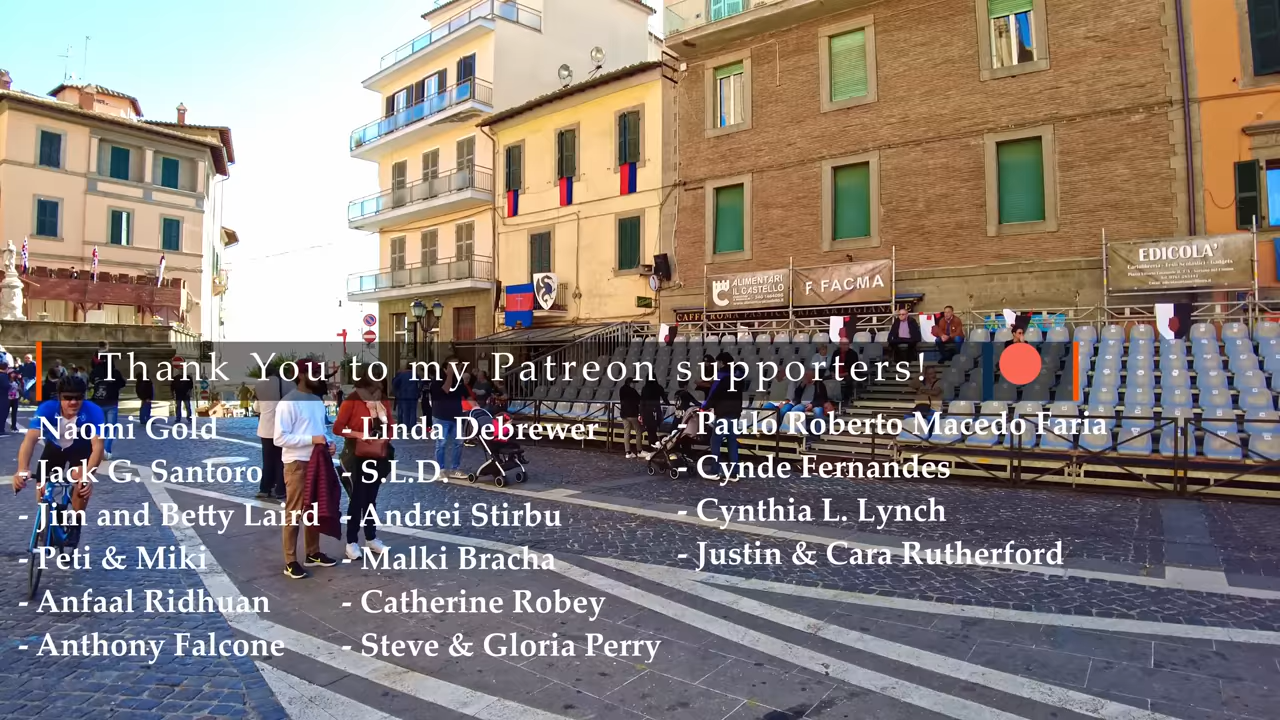 EDICOLA'
ALIMENTARI
IL CASTELLO
F FACMA
CAFFE ROMA PASTICCERIA ARTIGIAN
Thank You to my Patreon supporters!
- Naomi Gold
- Jack G. Santoro
- Jim and Betty Laird
- Peti & Miki
- Anfaal Ridhuan
- Anthony Falcone
- Linda Debrewer
- S.L.D.
- Andrei Stirbu
- Malki Bracha
- Catherine Robey
- Steve & Gloria Perry
- Paulo Roberto Macedo Faria
- Cynde Fernandes
- Cynthia L. Lynch
- Justin & Cara Rutherford